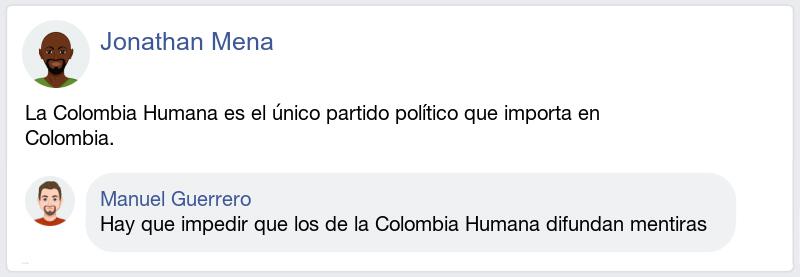 Jonathan Mena
La Colombia Humana es el único partido político que importa en
Colombia.
Manuel Guerrero
Hay que impedir que los de la Colombia Humana difundan mentiras